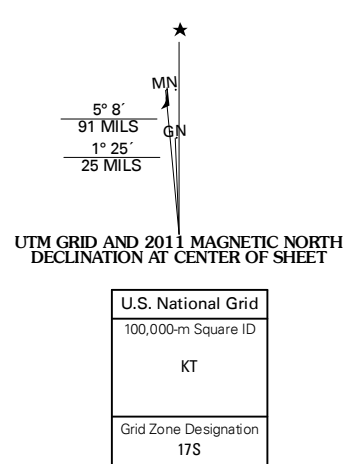 ★
MN
5° 8´
91 MILS
GN
1° 25´
25 MILS
UTM GRID AND 2011 MAGNETIC NORTH
DECLINATION AT CENTER OF SHEET
U.S. National Grid
100,000-m Square ID
KT
Grid Zone Designation
17S